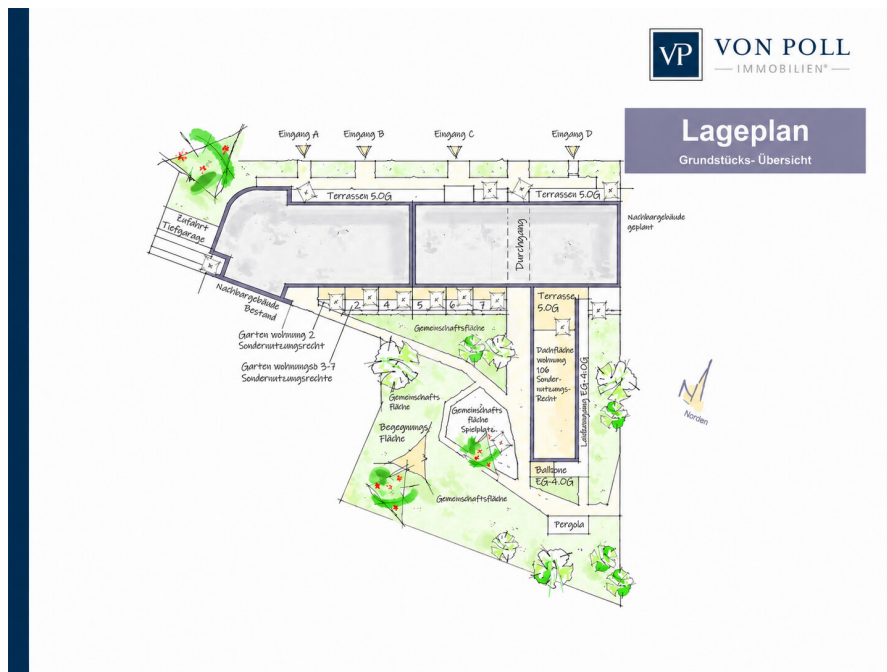 VP
VON POLL
IMMOBILIEN®
Lageplan
Grundstücks- Übersicht
Eingang A
Eingang B
Eingang C
Eingang D
Terrassen 5.OG
Terrassen 5.OG
Zufahrt
Tiefgarage
Durchgang
Nachbargebäude
geplant
Nachbargebäude
Bestand
2
4
5
6
7
Terrasse
5.OG
Garten wohnung 2
Sondernutzungsrecht
Garten wohnungsb 3-7
Sondernutzungsrechte
Gemeinschaftsfläche
Dachfläche
wohnung
106
Sonder-
nutzungs-
Recht
EG-4.OG
Gemeinschafts
fläche
Gemeinschafts
fläche
Spielplatz
Begegnungs/
Fläche
Norden
Balkone
EG-4.OG
Gemeinschaftsfläche
Pergola